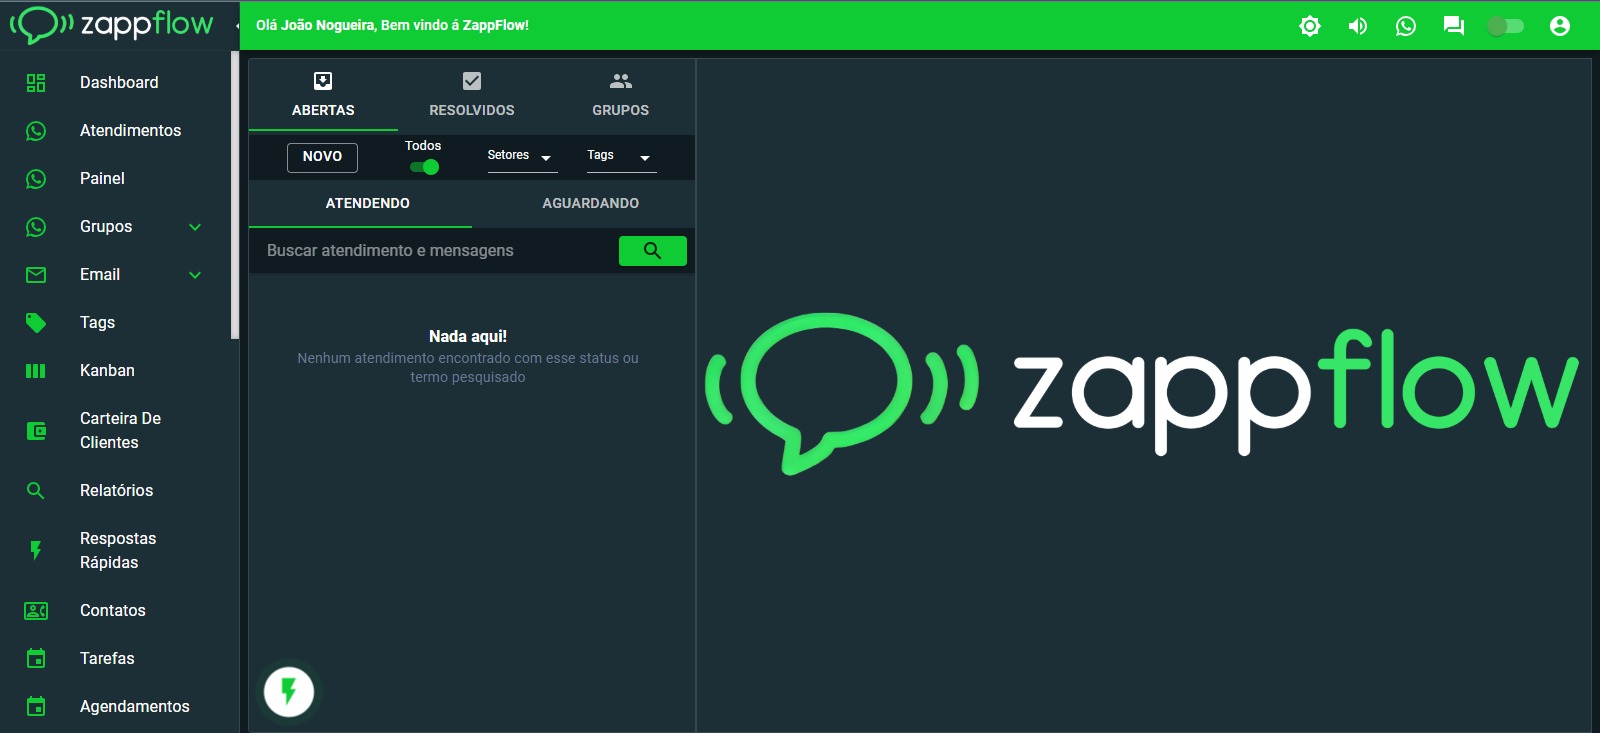 zappflow
Olá João Nogueira, Bem vindo á ZappFlow!
Dashboard
Atendimentos
Painel
Grupos
Email
Tags
Kanban
Carteira De
Clientes
Relatórios
Respostas
Rápidas
Contatos
Tarefas
Agendamentos
ABERTAS
RESOLVIDOS
GRUPOS
NOVO
Todos
Setores
Tags
ATENDENDO
AGUARDANDO
Buscar atendimento e mensagens
Nada aqui!
Nenhum atendimento encontrado com esse status ou
termo pesquisado
zappflow